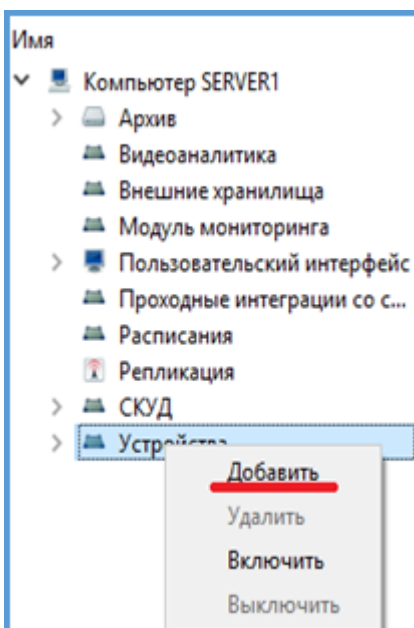 Имя
Компьютер SERVER1
Архив
Видеоаналитика
Внешние хранилища
Модуль мониторинга
Пользовательский интерфейс
Проходные интеграции со с...
Расписания
Репликация
СКУД
Устройства
Добавить
Удалить
Включить
Выключить